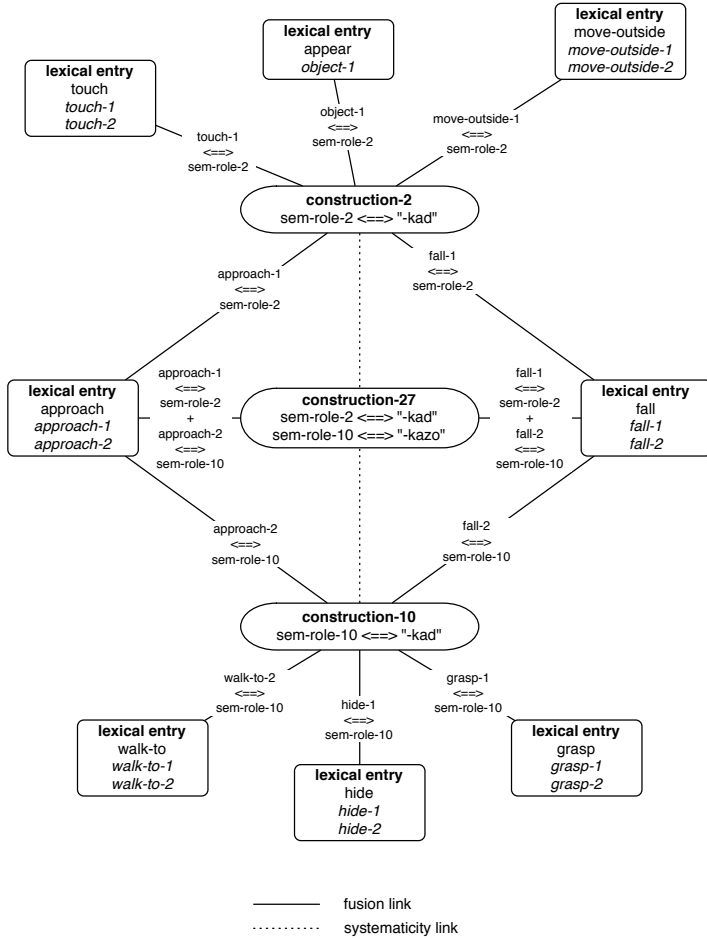 lexical entry
appear
object-1
lexical entry
move-outside
move-outside-1
move-outside-2
lexical entry
touch
touch-1
touch-2
object-1
<==>
sem-role-2
move-outside-1
<==>
sem-role-2
touch-1
<==>
sem-role-2
construction-2
sem-role-2 <==> "-kad"
approach-1
<==>
sem-role-2
fall-1
<==>
sem-role-2
lexical entry
approach
approach-1
approach-2
approach-1
<==>
sem-role-2
+
approach-2
<==>
sem-role-10
construction-27
sem-role-2 <==> "-kad"
sem-role-10 <==> "-kazo"
fall-1
<==>
sem-role-2
+
fall-2
<==>
sem-role-10
lexical entry
fall
fall-1
fall-2
approach-2
<==>
sem-role-10
fall-2
<==>
sem-role-10
construction-10
sem-role-10 <==> "-kad"
walk-to-2
<==>
sem-role-10
hide-1
<==>
sem-role-10
grasp-1
<==>
sem-role-10
lexical entry
walk-to
walk-to-1
walk-to-2
lexical entry
hide
hide-1
hide-2
lexical entry
grasp
grasp-1
grasp-2
fusion link
systematicity link